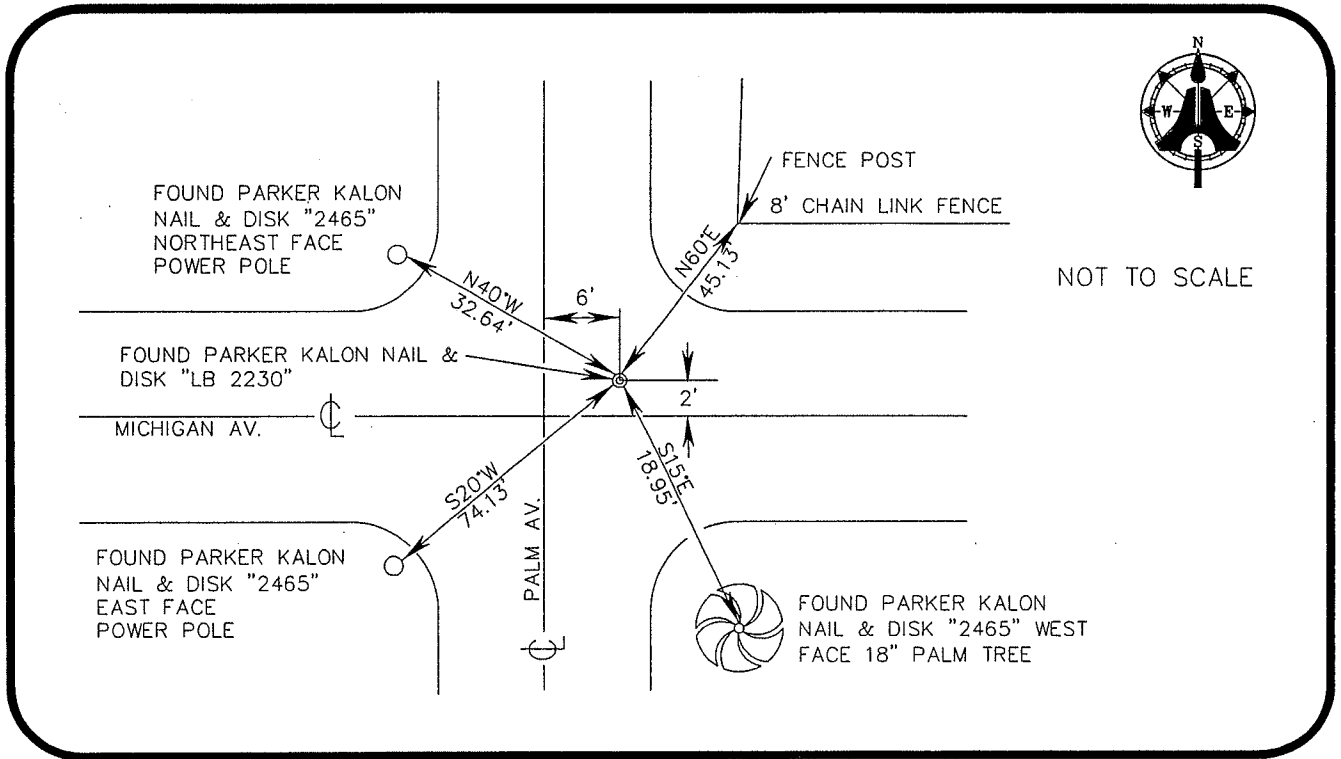 N
W E
S
FENCE POST
8' CHAIN LINK FENCE
FOUND PARKER KALON
NAIL & DISK "2465"
NORTHEAST FACE
POWER POLE
N60°E
45.13'
NOT TO SCALE
N40°W
32.64'
6'
FOUND PARKER KALON NAIL &
DISK "LB 2230"
2'
MICHIGAN AV.
℄
S20°W
74.13'
S15°E
18.95'
PALM AV.
℄
FOUND PARKER KALON
NAIL & DISK "2465"
EAST FACE
POWER POLE
FOUND PARKER KALON
NAIL & DISK "2465" WEST
FACE 18" PALM TREE